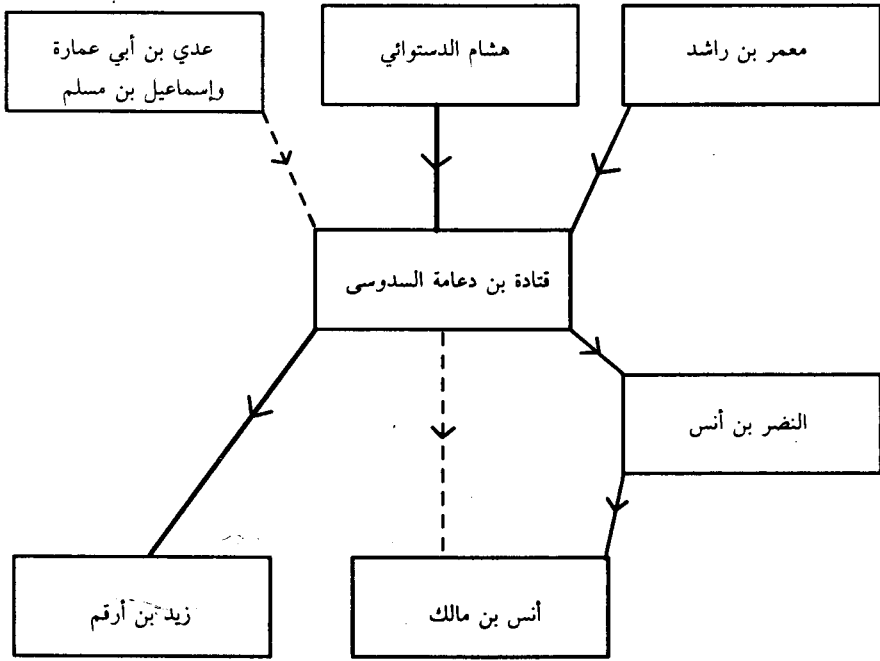 معمر بن راشد
هشام الدستوائي
عدي بن أبي عمارة
وإسماعيل بن مسلم
قتادة بن دعامة السدوسى
النضر بن أنس
أنس بن مالك
زيد بن أرقم